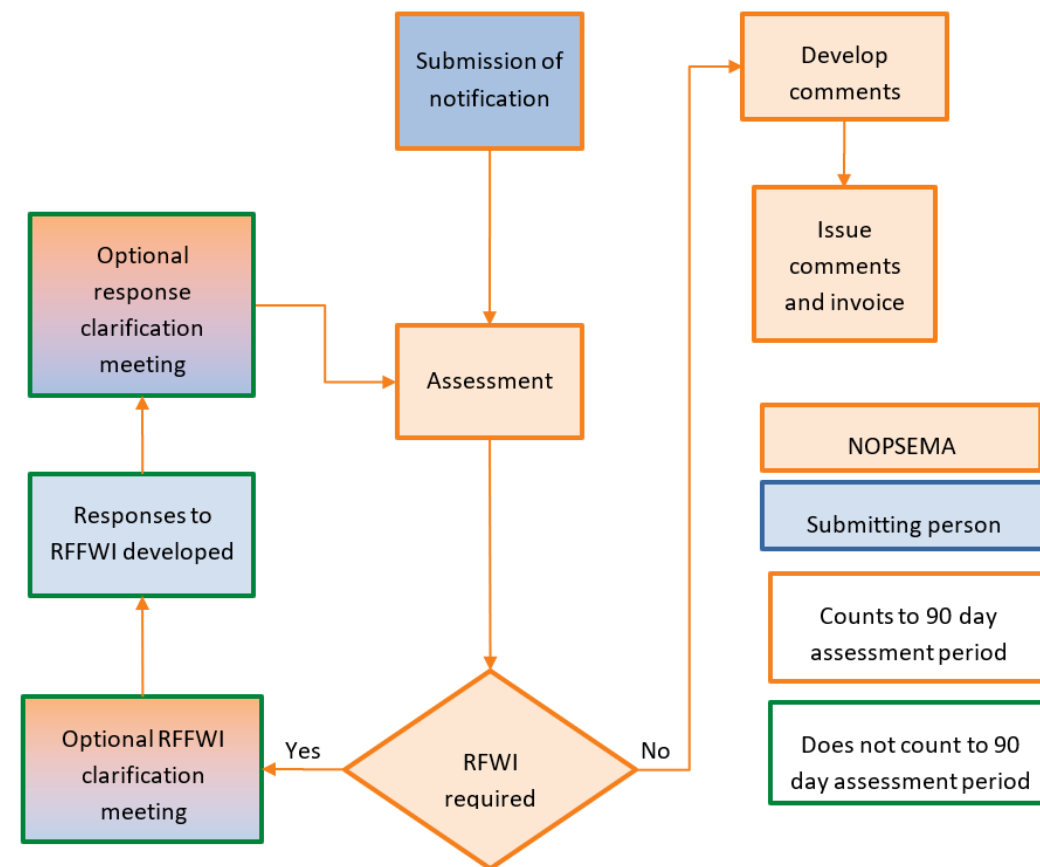 Submission of
notification
Develop
comments
Issue
comments
and invoice
Optional
response
clarification
meeting
Assessment
Responses to
RFFWI developed
Optional RFFWI
clarification
meeting
Yes
RFWI
required
No
NOPSEMA
Submitting person
Counts to 90 day
assessment period
Does not count to 90
day assessment period